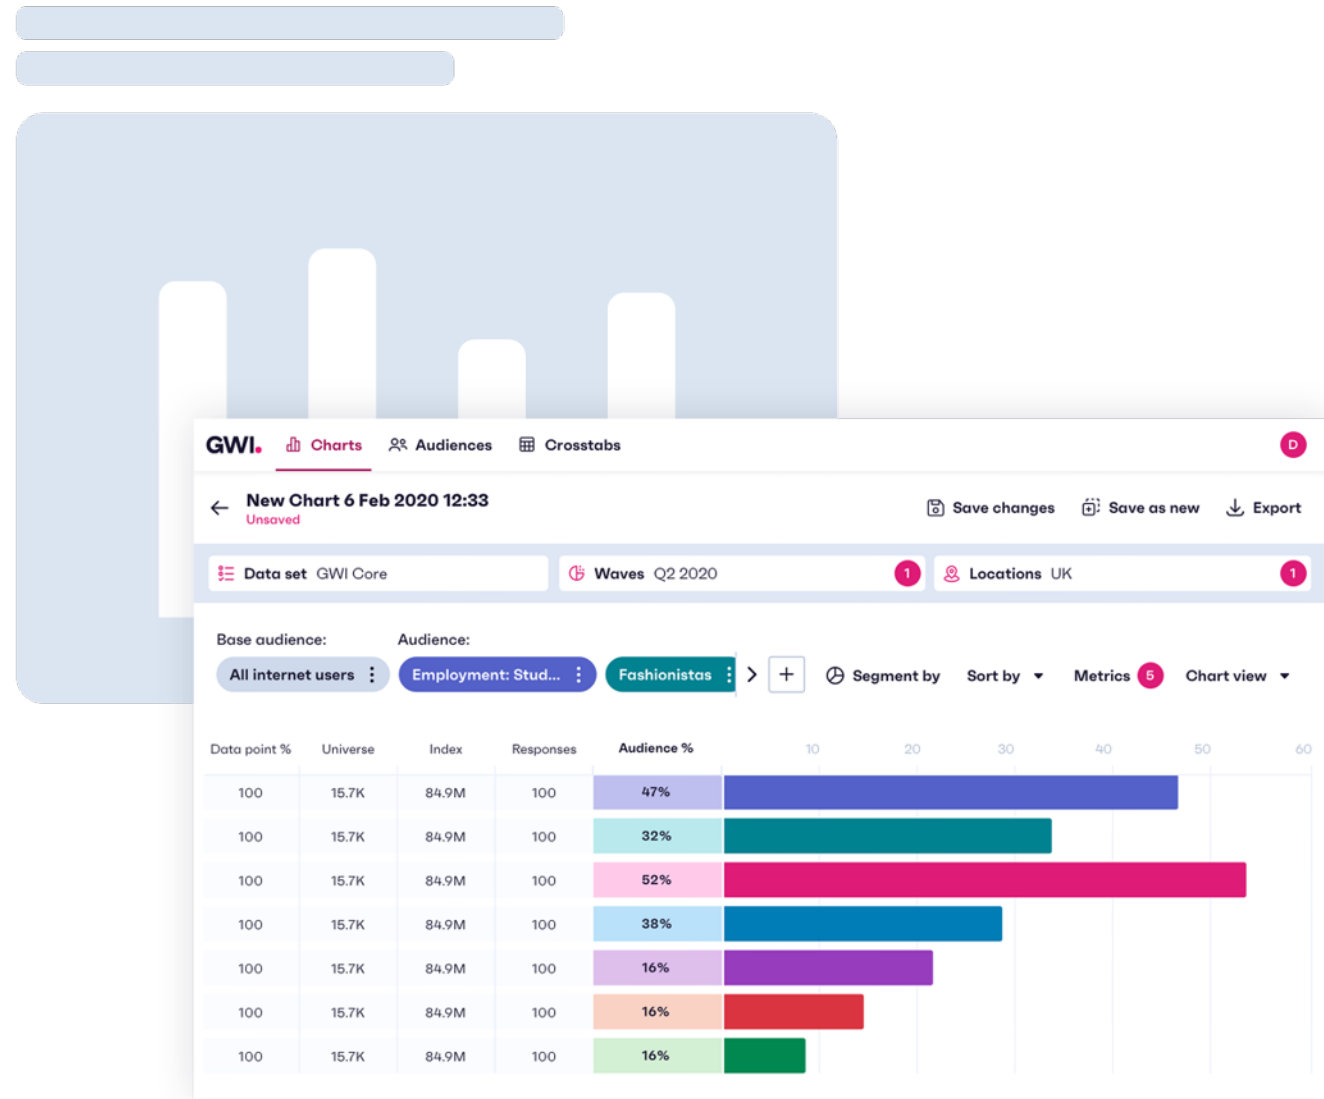 GWI. Charts Audiences Crosstabs D
New Chart 6 Feb 2020 12:33
Unsaved
Save changes Save as new Export
Data set GWI Core Waves Q2 2020 1 Locations UK 1
Base audience: Audience:
All internet users Employment: Stud... Fashionistas + Segment by Sort by Metrics 5 Chart view
Data point % Universe Index Responses Audience % 10 20 30 40 50 60
100 15.7K 84.9M 100 47%
100 15.7K 84.9M 100 32%
100 15.7K 84.9M 100 52%
100 15.7K 84.9M 100 38%
100 15.7K 84.9M 100 16%
100 15.7K 84.9M 100 16%
100 15.7K 84.9M 100 16%